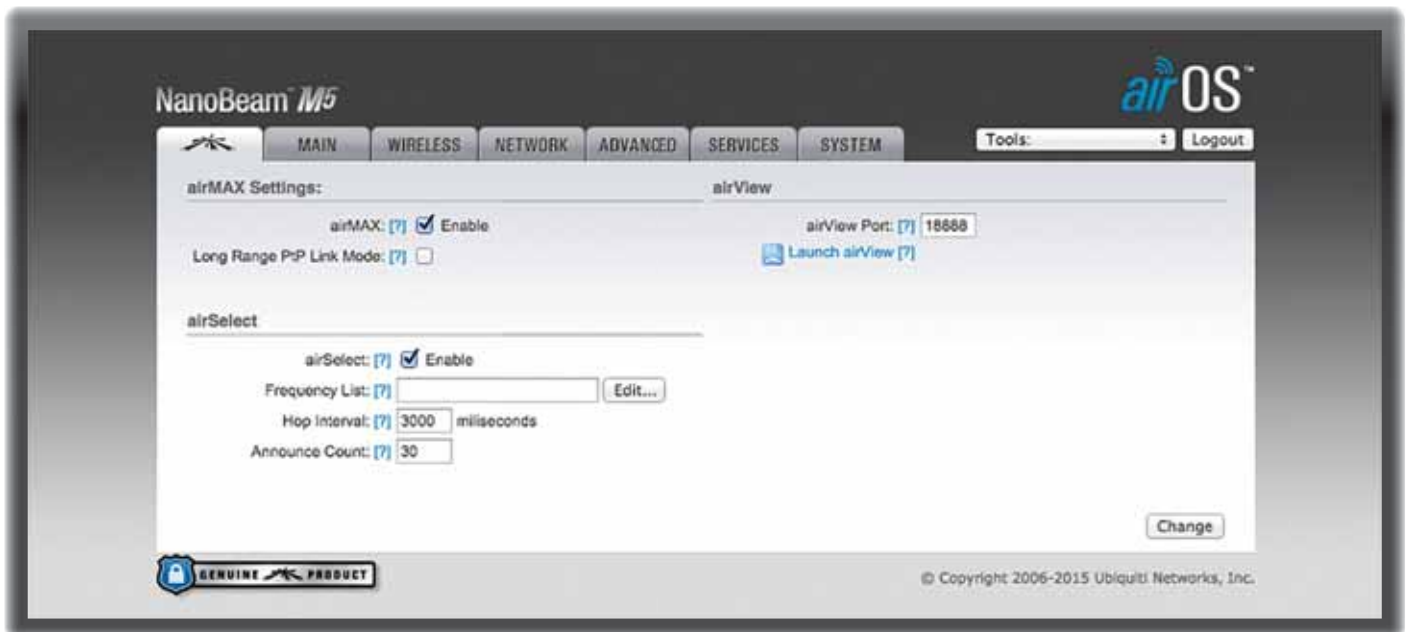 NanoBeam™ M5
airOS™
MAIN WIRELESS NETWORK ADVANCED SERVICES SYSTEM Tools: Logout
airMAX Settings:
airMAX: [?] Enable
Long Range PtP Link Mode: [?]
airView
airView Port: [?] 18888
Launch airView [?]
airSelect
airSelect: [?] Enable
Frequency List: [?] Edit...
Hop Interval: [?] 3000 miliseconds
Announce Count: [?] 30
Change
GENUINE PRODUCT
© Copyright 2006-2015 Ubiquiti Networks, Inc.